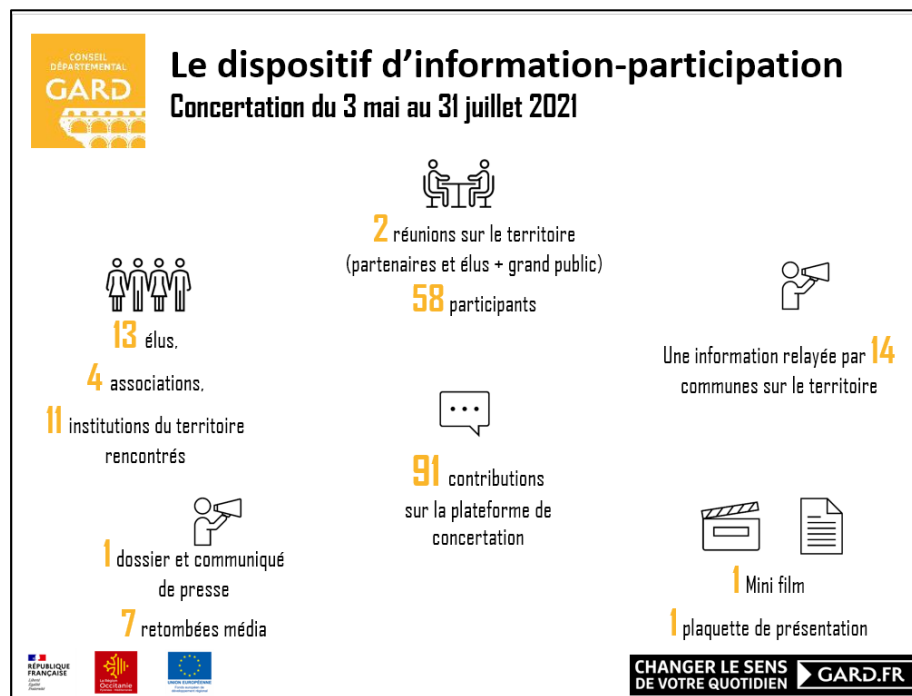 CONSEIL
DÉPARTEMENTAL
GARD
Le dispositif d'information-participation
Concertation du 3 mai au 31 juillet 2021
2 réunions sur le territoire
(partenaires et élus + grand public)
58 participants
13 élus,
4 associations,
11 institutions du territoire
rencontrés
Une information relayée par 14
communes sur le territoire
91 contributions
sur la plateforme de
concertation
1 dossier et communiqué
de presse
7 retombées média
1 Mini film
1 plaquette de présentation
RÉPUBLIQUE
FRANÇAISE
Liberté
Égalité
Fraternité
La Région
Occitanie
UNION EUROPÉENNE
CHANGER LE SENS
DE VOTRE QUOTIDIEN
GARD.FR